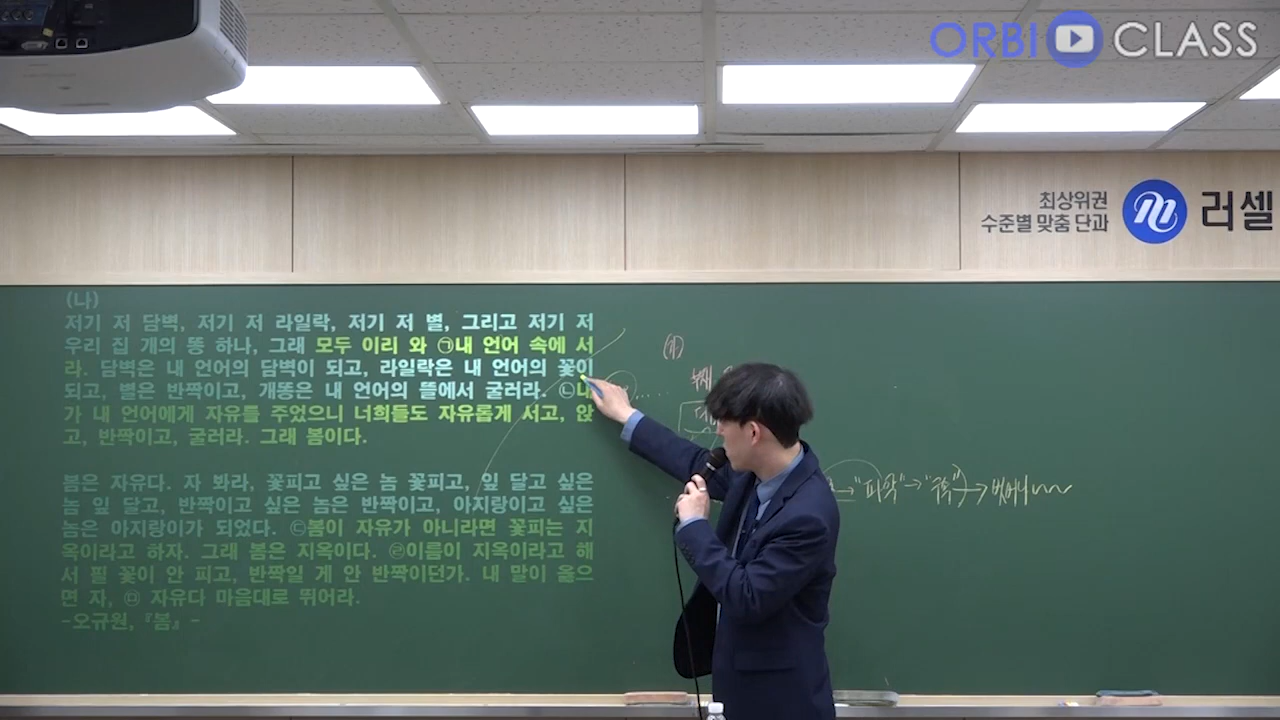 ORBI CLASS
최상위권
수준별 맞춤 단과
러셀
(나)
저기 저 담벽, 저기 저 라일락, 저기 저 별, 그리고 저기 저
우리 집 개의 똥 하나, 그래 모두 이리 와 ㉠내 언어 속에 서
라. 담벽은 내 언어의 담벽이 되고, 라일락은 내 언어의 꽃이
되고, 별은 반짝이고, 개똥은 내 언어의 뜰에서 굴러라. ㉡내
가 내 언어에게 자유를 주었으니 너희들도 자유롭게 서고, 앉
고, 반짝이고, 굴러라. 그래 봄이다.
봄은 자유다. 자 봐라, 꽃피고 싶은 놈 꽃피고, 잎 달고 싶은
놈 잎 달고, 반짝이고 싶은 놈은 반짝이고, 아지랑이고 싶은
놈은 아지랑이가 되었다. ㉢봄이 자유가 아니라면 꽃피는 지
옥이라고 하자. 그래 봄은 지옥이다. ㉣이름이 지옥이라고 해
서 필 꽃이 안 피고, 반짝일 게 안 반짝이던가. 내 말이 옳으
면 자, ㉤ 자유다 마음대로 뛰어라.
-오규원, 『봄』-